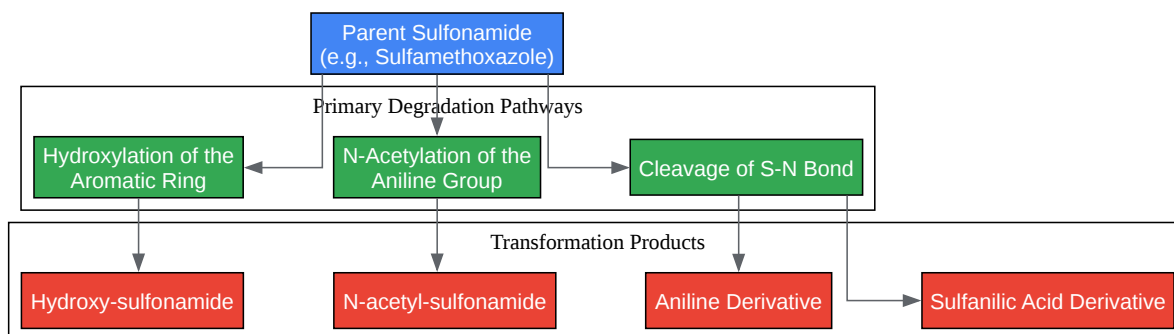 Parent Sulfonamide
(e.g., Sulfamethoxazole)
Primary Degradation Pathways
Hydroxylation of the
Aromatic Ring
N-Acetylation of the
Aniline Group
Cleavage of S-N Bond
Transformation Products
Hydroxy-sulfonamide
N-acetyl-sulfonamide
Aniline Derivative
Sulfanilic Acid Derivative